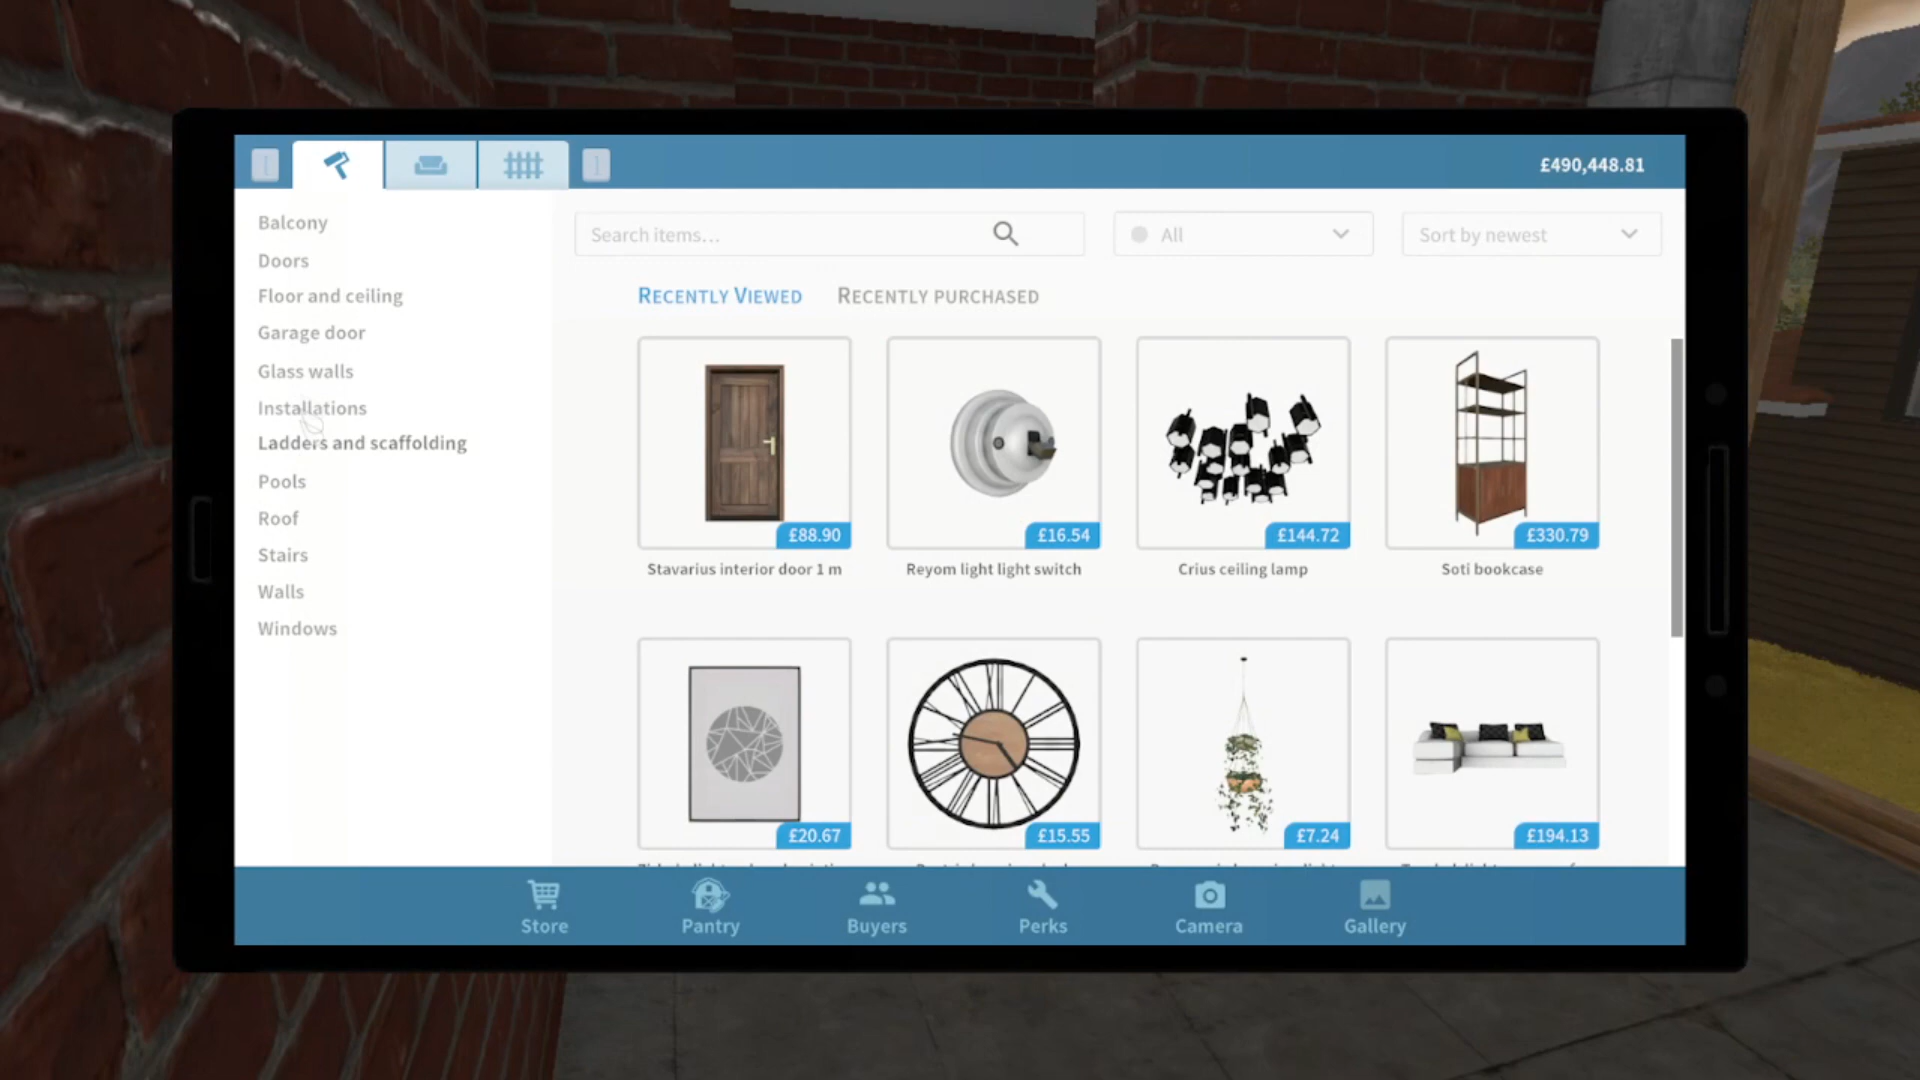 £490,448.81
Balcony
Doors
Floor and ceiling
Garage door
Glass walls
Installations
Ladders and scaffolding
Pools
Roof
Stairs
Walls
Windows
Search items...
All
Sort by newest
RECENTLY VIEWED
RECENTLY PURCHASED
£88.90
£16.54
£144.72
£330.79
Stavarius interior door 1 m
Reyom light light switch
Crius ceiling lamp
Soti bookcase
£20.67
£15.55
£7.24
£194.13
Store
Pantry
Buyers
Perks
Camera
Gallery